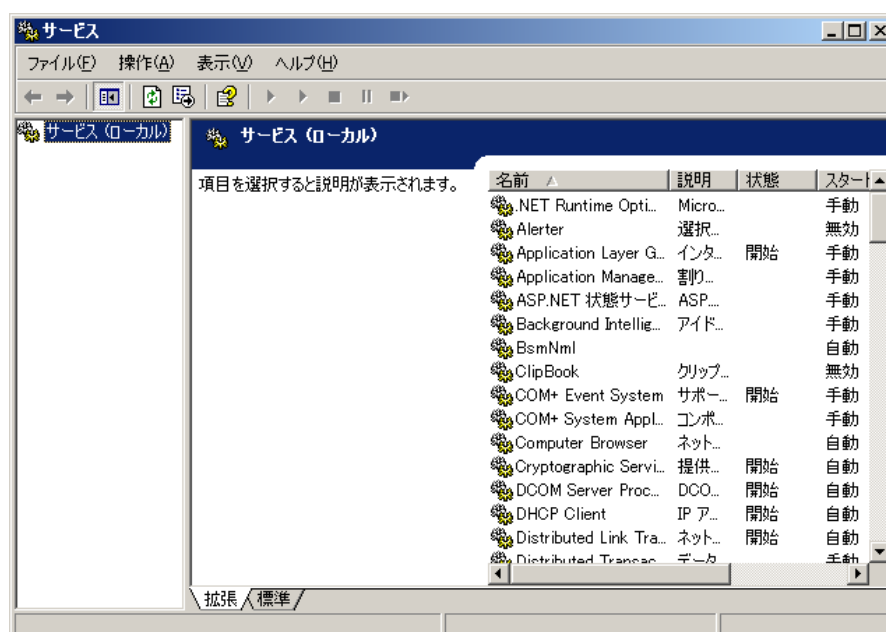 サービス
ファイル(F) 操作(A) 表示(V) ヘルプ(H)
サービス (ローカル)
サービス (ローカル)
項目を選択すると説明が表示されます。
名前 説明 状態 スタート
.NET Runtime Opti... Micro... 手動
Alerter 選択... 無効
Application Layer G... インタ... 開始 手動
Application Manage... 割り... 手動
ASP.NET 状態サービ... ASP.... 手動
Background Intellig... アイド... 手動
BsmNml 自動
ClipBook クリップ... 無効
COM+ Event System サポー... 開始 手動
COM+ System Appl... コンポ... 手動
Computer Browser ネット... 自動
Cryptographic Servi... 提供... 開始 自動
DCOM Server Proc... DCO... 開始 自動
DHCP Client IP ア... 開始 自動
Distributed Link Tra... ネット... 開始 自動
Distributed Transac... データ... 手動
拡張 標準